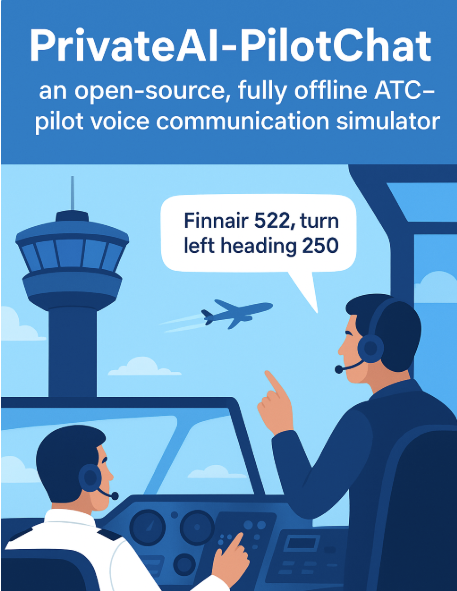 PrivateAI-PilotChat
an open-source, fully offline ATC–
pilot voice communication simulator
Finnair 522, turn
left heading 250